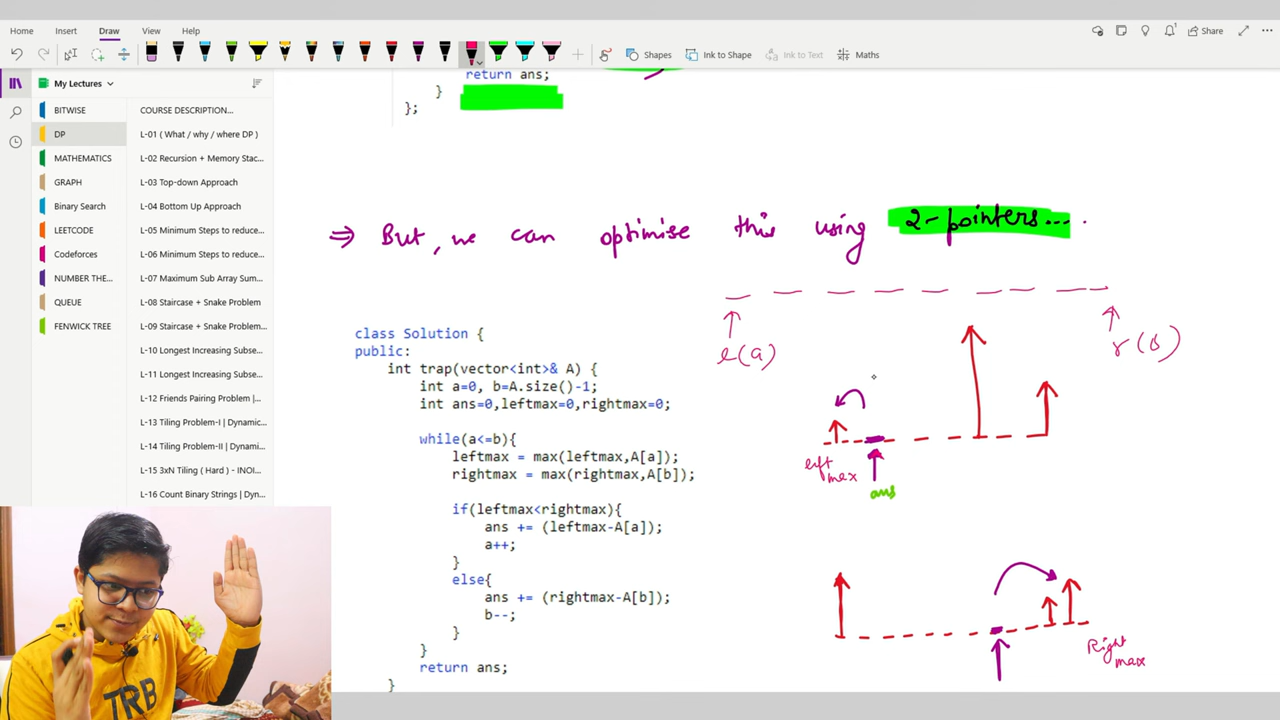 Home Insert Draw View Help
Share
Shapes Ink to Shape Ink to Text Maths
My Lectures
BITWISE
DP
MATHEMATICS
GRAPH
Binary Search
LEETCODE
Codeforces
NUMBER THE...
QUEUE
FENWICK TREE
COURSE DESCRIPTION...
L-01 ( What / why / where DP )
L-02 Recursion + Memory Stac...
L-03 Top-down Approach
L-04 Bottom Up Approach
L-05 Minimum Steps to reduce...
L-06 Minimum Steps to reduce...
L-07 Maximum Sub Array Sum...
L-08 Staircase + Snake Problem
L-09 Staircase + Snake Problem...
L-10 Longest Increasing Subse...
L-11 Longest Increasing Subse...
L-12 Friends Pairing Problem |...
L-13 Tiling Problem-I | Dynamic...
L-14 Tiling Problem-II | Dynami...
L-15 3xN Tiling ( Hard ) - INOI...
L-16 Count Binary Strings | Dyn...
return ans;
}
};
⇒ But, we can optimise this using 2-pointers... .
l(a) r(b)
class Solution {
public:
int trap(vector<int>& A) {
int a=0, b=A.size()-1;
int ans=0,leftmax=0,rightmax=0;
while(a<=b){
leftmax = max(leftmax,A[a]);
rightmax = max(rightmax,A[b]);
if(leftmax<rightmax){
ans += (leftmax-A[a]);
a++;
}
else{
ans += (rightmax-A[b]);
b--;
}
}
return ans;
}
left max
ans
Right max
TRB